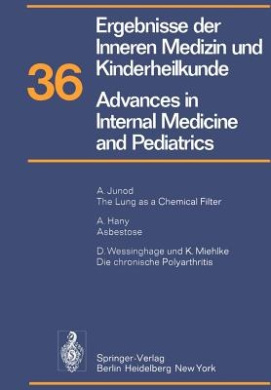 36
Ergebnisse der
Inneren Medizin und
Kinderheilkunde
Advances in
Internal Medicine
and Pediatrics
A. Junod
The Lung as a Chemical Filter
A. Hany
Asbestose
D. Wessinghage und K. Miehlke
Die chronische Polyarthritis
Springer-Verlag
Berlin Heidelberg New York